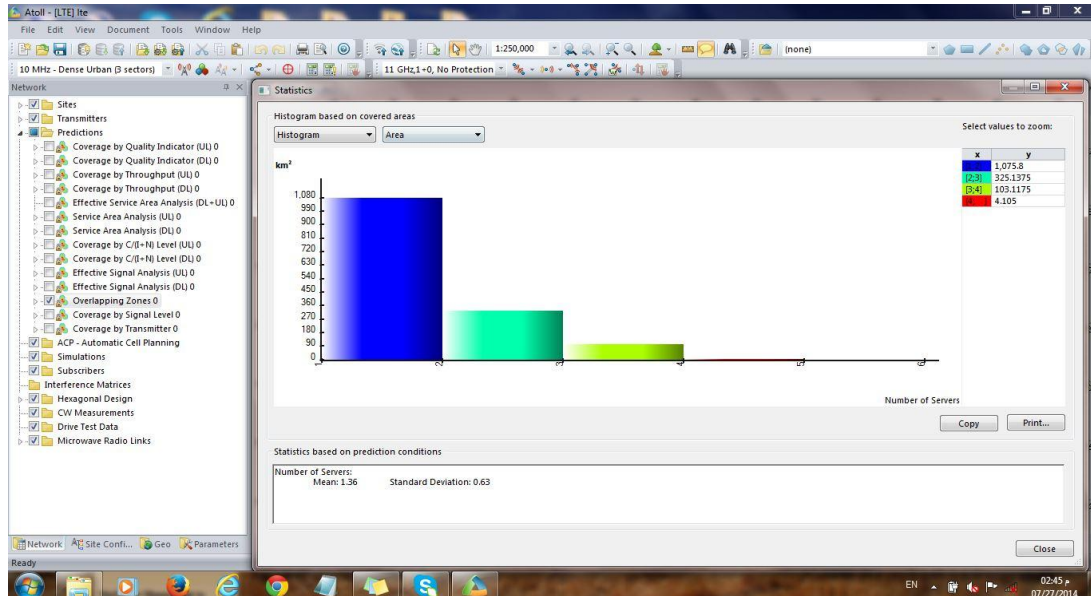 Atoll - [LTE] lte
File Edit View Document Tools Window Help
1:250,000
(none)
10 MHz - Dense Urban (3 sectors)
11 GHz,1+0, No Protection
Network
Sites
Transmitters
Predictions
Coverage by Quality Indicator (UL) 0
Coverage by Quality Indicator (DL) 0
Coverage by Throughput (UL) 0
Coverage by Throughput (DL) 0
Effective Service Area Analysis (DL+UL) 0
Service Area Analysis (UL) 0
Service Area Analysis (DL) 0
Coverage by C/(I+N) Level (UL) 0
Coverage by C/(I+N) Level (DL) 0
Effective Signal Analysis (UL) 0
Effective Signal Analysis (DL) 0
Overlapping Zones 0
Coverage by Signal Level 0
Coverage by Transmitter 0
ACP - Automatic Cell Planning
Simulations
Subscribers
Interference Matrices
Hexagonal Design
CW Measurements
Drive Test Data
Microwave Radio Links
Network Site Confi... Geo Parameters
Ready
Statistics
Histogram based on covered areas
Histogram Area
Select values to zoom:
x y
1,075.8
[2;3] 325.1375
[3;4] 103.1175
4.105
km²
1,080
990
900
810
720
630
540
450
360
270
180
90
0
1 2 3 4 5 6
Number of Servers
Copy Print...
Statistics based on prediction conditions
Number of Servers:
Mean: 1.36 Standard Deviation: 0.63
Close
EN
02:45 م
07/27/2014